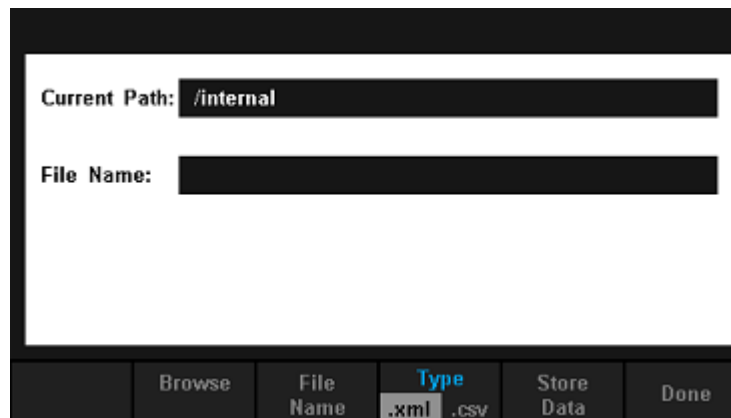 Current Path: /internal
File Name:
Browse
File Name
Type
.xml .csv
Store Data
Done